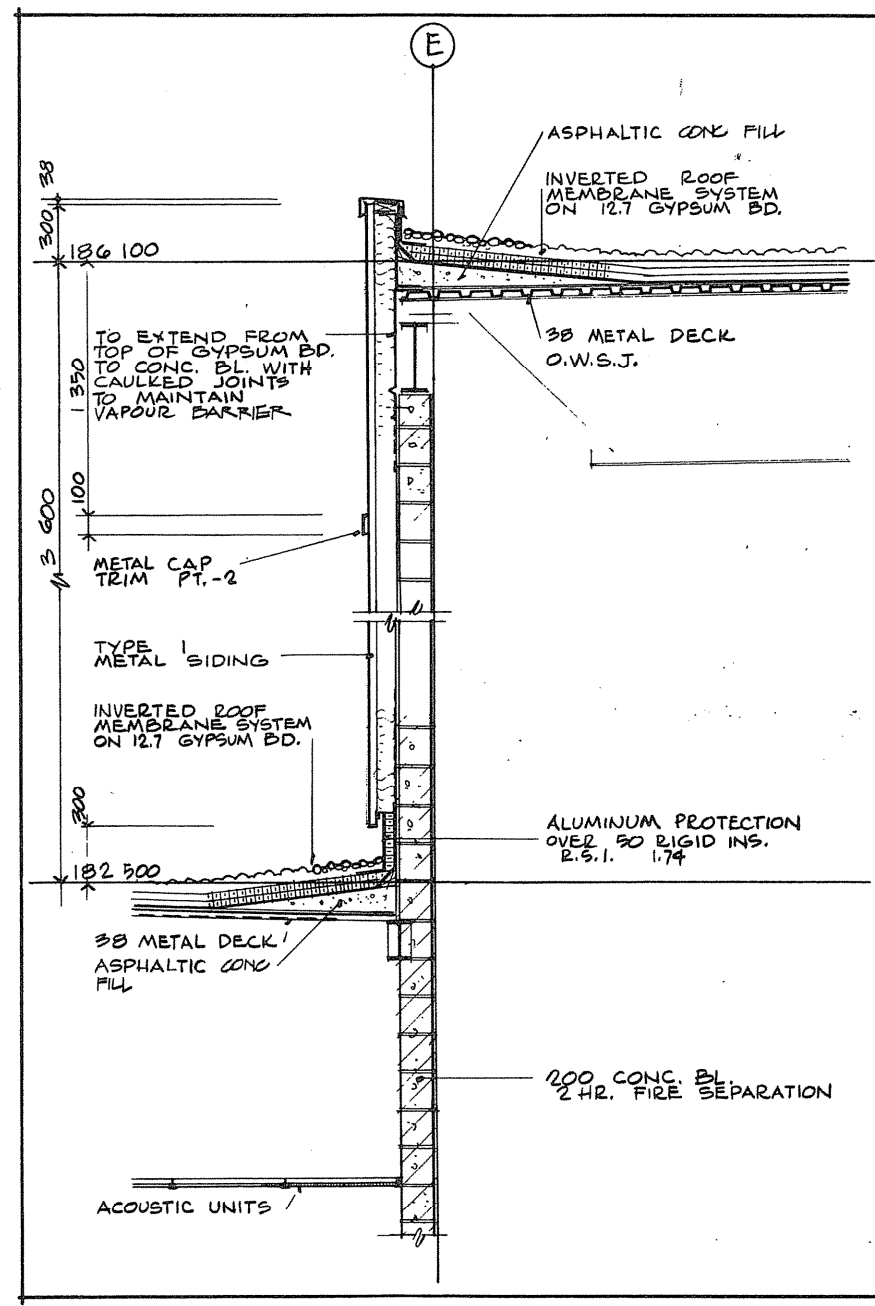 E
ASPHALTIC CONC FILL
INVERTED ROOF
MEMBRANE SYSTEM
ON 12.7 GYPSUM BD.
38
300
186 100
38 METAL DECK
O.W.S.J.
TO EXTEND FROM
TOP OF GYPSUM BD.
TO CONC. BL. WITH
CAULKED JOINTS
TO MAINTAIN
VAPOUR BARRIER
1 350
100
3 600
METAL CAP
TRIM PT.-2
TYPE 1
METAL SIDING
INVERTED ROOF
MEMBRANE SYSTEM
ON 12.7 GYPSUM BD.
300
182 500
ALUMINUM PROTECTION
OVER 50 RIGID INS.
R.S.I. 1.74
38 METAL DECK
ASPHALTIC CONC
FILL
200 CONC. BL.
2 HR. FIRE SEPARATION
ACOUSTIC UNITS